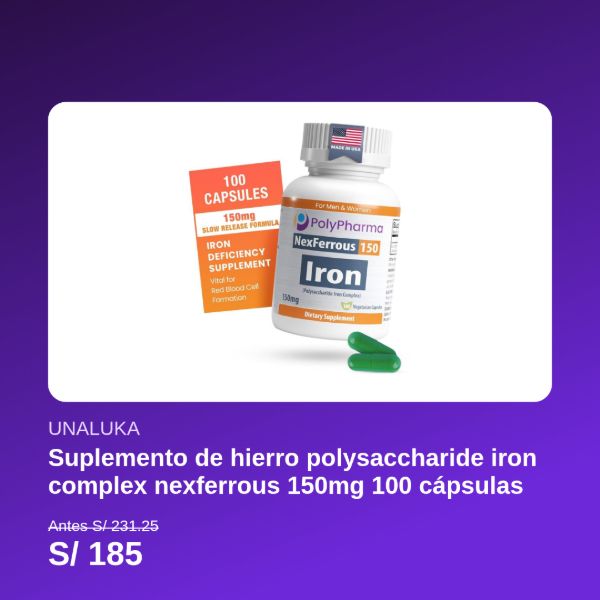 100
CAPSULES
150mg
SLOW RELEASE FORMULA
IRON
DEFICIENCY
SUPPLEMENT
Vital for
Red Blood Cell
Formation
MADE IN USA
For Men & Women
PolyPharma
NexFerrous 150
Iron
(Polysaccharide Iron Complex)
150mg
Vegetarian Capsules
Dietary Supplement
UNALUKA
Suplemento de hierro polysaccharide iron
complex nexferrous 150mg 100 cápsulas
Antes S/ 231.25
S/ 185